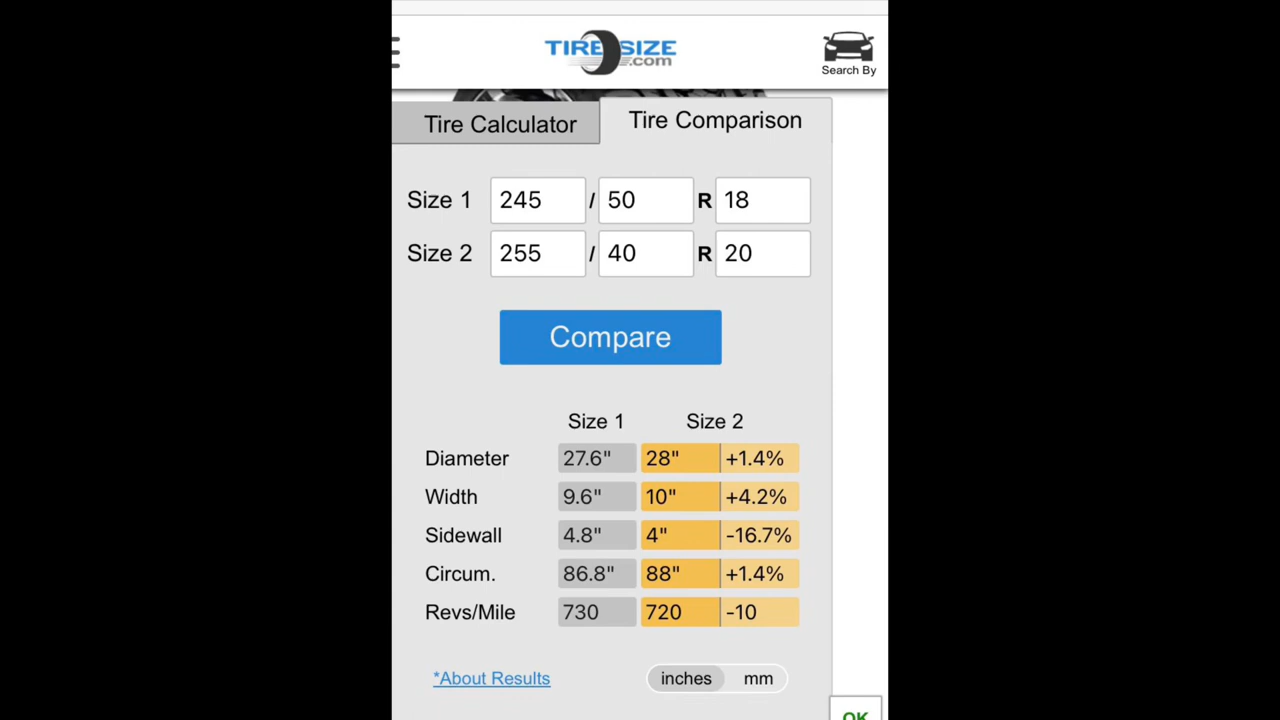 TIRESIZE
.com
Search By
Tire Calculator
Tire Comparison
Size 1 245 / 50 R 18
Size 2 255 / 40 R 20
Compare
Size 1 Size 2
Diameter 27.6" 28" +1.4%
Width 9.6" 10" +4.2%
Sidewall 4.8" 4" -16.7%
Circum. 86.8" 88" +1.4%
Revs/Mile 730 720 -10
*About Results inches mm
OK